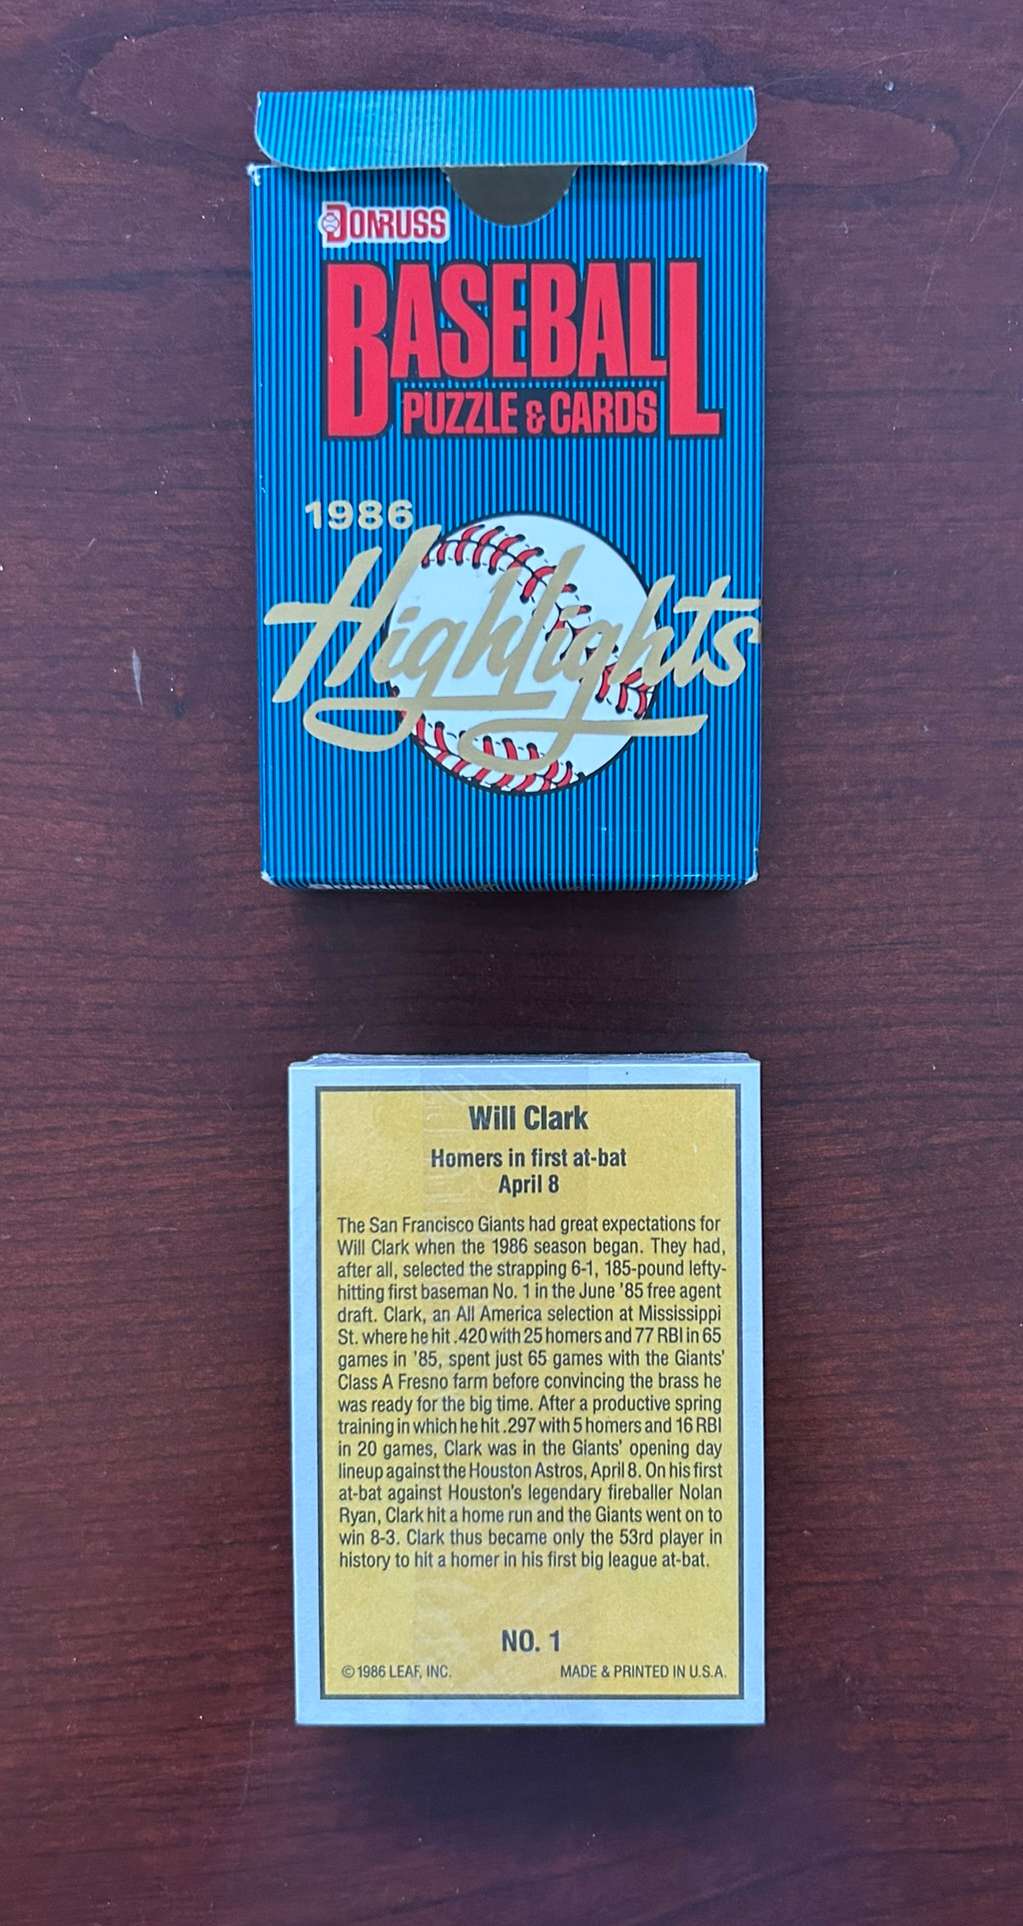 DONRUSS
BASEBALL
PUZZLE & CARDS
1986
Highlights
DONRUSS
Will Clark
Homers in first at-bat
April 8
The San Francisco Giants had great expectations for
Will Clark when the 1986 season began. They had,
after all, selected the strapping 6-1, 185-pound lefty-
hitting first baseman No. 1 in the June '85 free agent
draft. Clark, an All America selection at Mississippi
St. where he hit .420 with 25 homers and 77 RBI in 65
games in '85, spent just 65 games with the Giants'
Class A Fresno farm before convincing the brass he
was ready for the big time. After a productive spring
training in which he hit .297 with 5 homers and 16 RBI
in 20 games, Clark was in the Giants' opening day
lineup against the Houston Astros, April 8. On his first
at-bat against Houston's legendary fireballer Nolan
Ryan, Clark hit a home run and the Giants went on to
win 8-3. Clark thus became only the 53rd player in
history to hit a homer in his first big league at-bat.
NO. 1
© 1986 LEAF, INC. MADE & PRINTED IN U.S.A.